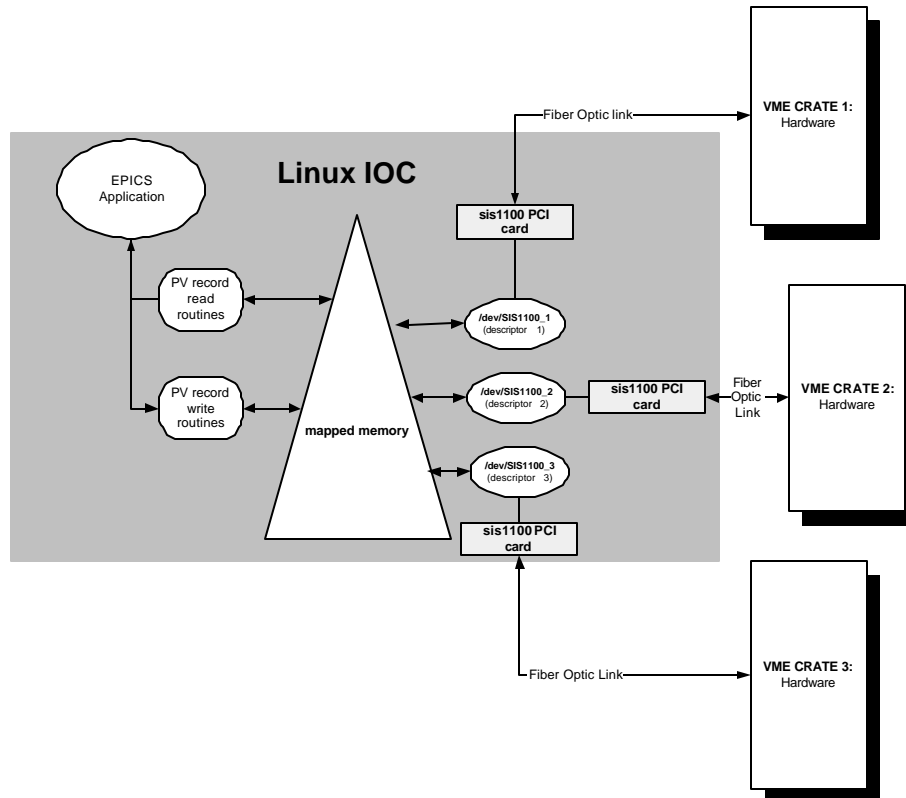 VME CRATE 1:
Hardware
Fiber Optic link
Linux IOC
EPICS
Application
sis1100 PCI
card
PV record
read
routines
/dev/SIS1100_1
(descriptor 1)
PV record
write
routines
/dev/SIS1100_2
(descriptor 2)
sis1100 PCI
card
Fiber
Optic
Link
VME CRATE 2:
Hardware
mapped memory
/dev/SIS1100_3
(descriptor 3)
sis1100 PCI
card
Fiber Optic Link
VME CRATE 3:
Hardware